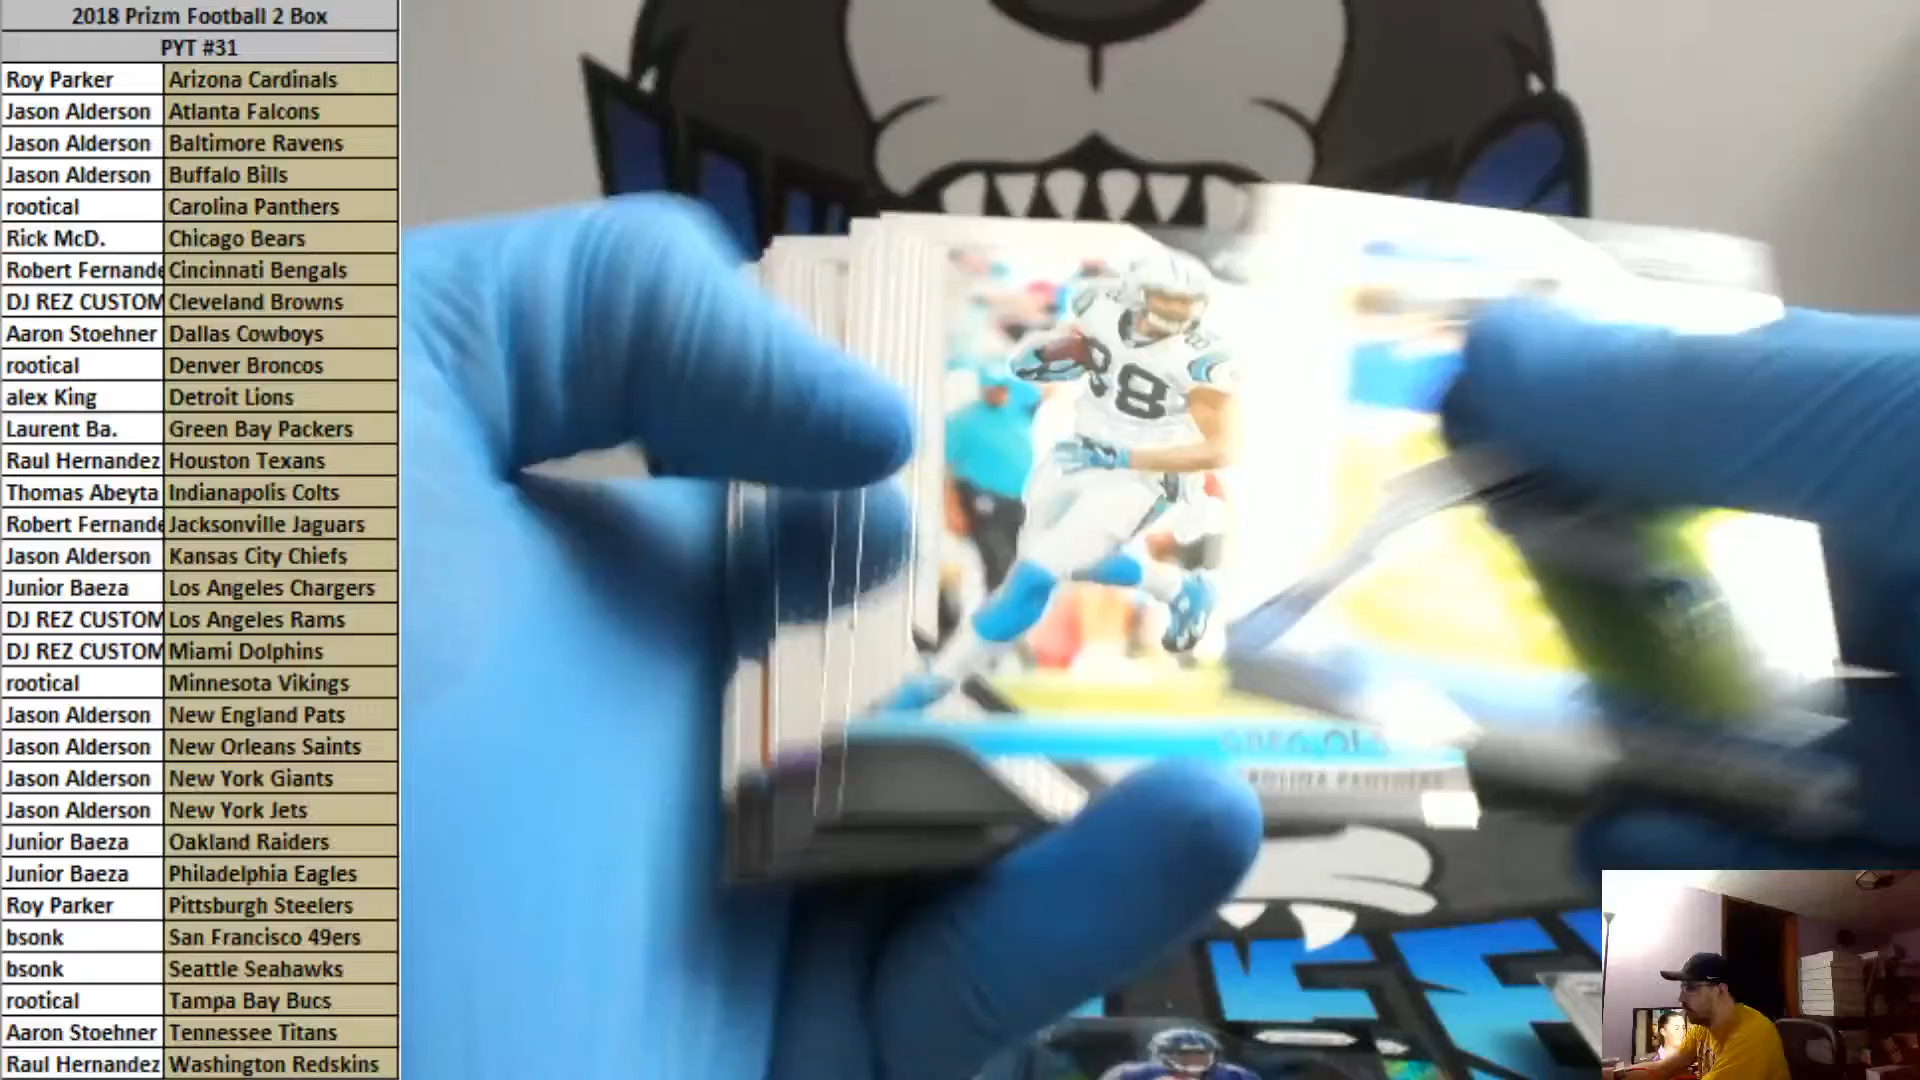 2018 Prizm Football 2 Box
PYT #31
Roy Parker Arizona Cardinals
Jason Alderson Atlanta Falcons
Jason Alderson Baltimore Ravens
Jason Alderson Buffalo Bills
rootical Carolina Panthers
Rick McD. Chicago Bears
Robert Fernande Cincinnati Bengals
DJ REZ CUSTOM Cleveland Browns
Aaron Stoehner Dallas Cowboys
rootical Denver Broncos
alex King Detroit Lions
Laurent Ba. Green Bay Packers
Raul Hernandez Houston Texans
Thomas Abeyta Indianapolis Colts
Robert Fernande Jacksonville Jaguars
Jason Alderson Kansas City Chiefs
Junior Baeza Los Angeles Chargers
DJ REZ CUSTOM Los Angeles Rams
DJ REZ CUSTOM Miami Dolphins
rootical Minnesota Vikings
Jason Alderson New England Pats
Jason Alderson New Orleans Saints
Jason Alderson New York Giants
Jason Alderson New York Jets
Junior Baeza Oakland Raiders
Junior Baeza Philadelphia Eagles
Roy Parker Pittsburgh Steelers
bsonk San Francisco 49ers
bsonk Seattle Seahawks
rootical Tampa Bay Bucs
Aaron Stoehner Tennessee Titans
Raul Hernandez Washington Redskins
88
GREG OLS
ROLINA PANTHERS